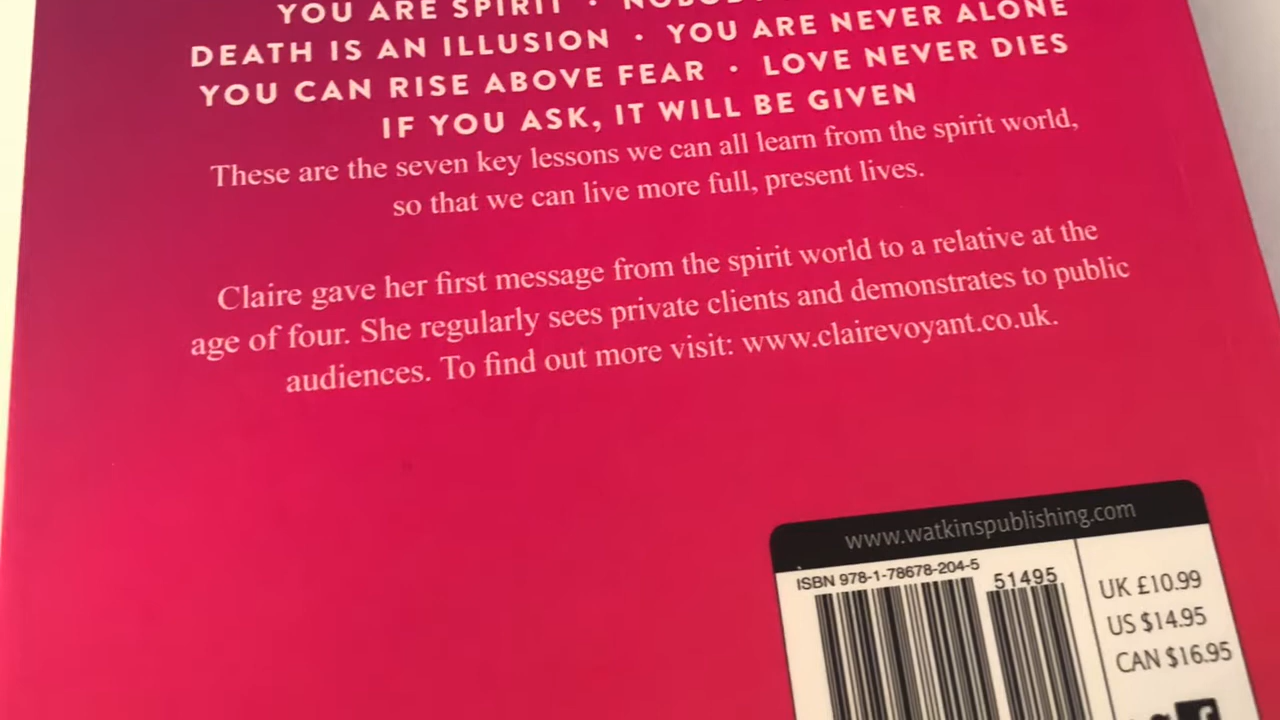 YOU ARE SPIRIT ·
DEATH IS AN ILLUSION · YOU ARE NEVER ALONE
YOU CAN RISE ABOVE FEAR · LOVE NEVER DIES
IF YOU ASK, IT WILL BE GIVEN
These are the seven key lessons we can all learn from the spirit world,
so that we can live more full, present lives.
Claire gave her first message from the spirit world to a relative at the
age of four. She regularly sees private clients and demonstrates to public
audiences. To find out more visit: www.clairevoyant.co.uk.
www.watkinspublishing.com
ISBN 978-1-78678-204-5
51495
UK £10.99
US $14.95
CAN $16.95